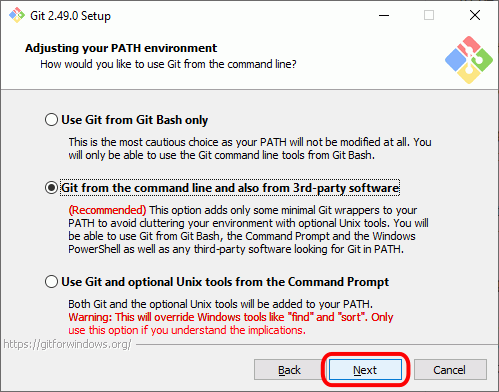 Git 2.49.0 Setup
Adjusting your PATH environment
How would you like to use Git from the command line?
Use Git from Git Bash only
This is the most cautious choice as your PATH will not be modified at all. You
will only be able to use the Git command line tools from Git Bash.
Git from the command line and also from 3rd-party software
(Recommended) This option adds only some minimal Git wrappers to your
PATH to avoid cluttering your environment with optional Unix tools. You will
be able to use Git from Git Bash, the Command Prompt and the Windows
PowerShell as well as any third-party software looking for Git in PATH.
Use Git and optional Unix tools from the Command Prompt
Both Git and the optional Unix tools will be added to your PATH.
Warning: This will override Windows tools like "find" and "sort". Only
use this option if you understand the implications.
https://gitforwindows.org/
Back Next Cancel